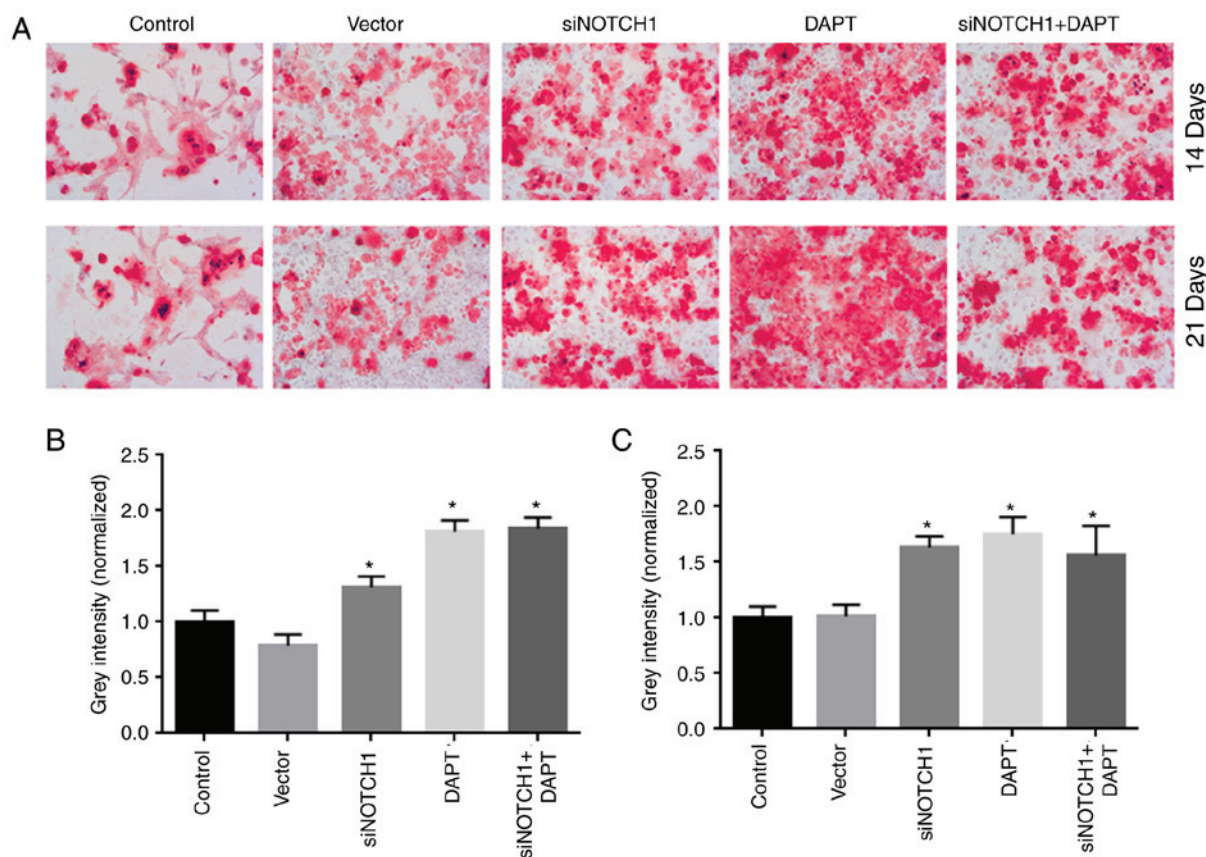 A
Control Vector siNOTCH1 DAPT siNOTCH1+DAPT
14 Days
21 Days
B
Grey intensity (normalized)
2.5
2.0
1.5
1.0
0.5
0.0
Control
Vector
siNOTCH1
DAPT
siNOTCH1+
DAPT
*
*
*
C
Grey intensity (normalized)
2.5
2.0
1.5
1.0
0.5
0.0
Control
Vector
siNOTCH1
DAPT
siNOTCH1+
DAPT
*
*
*